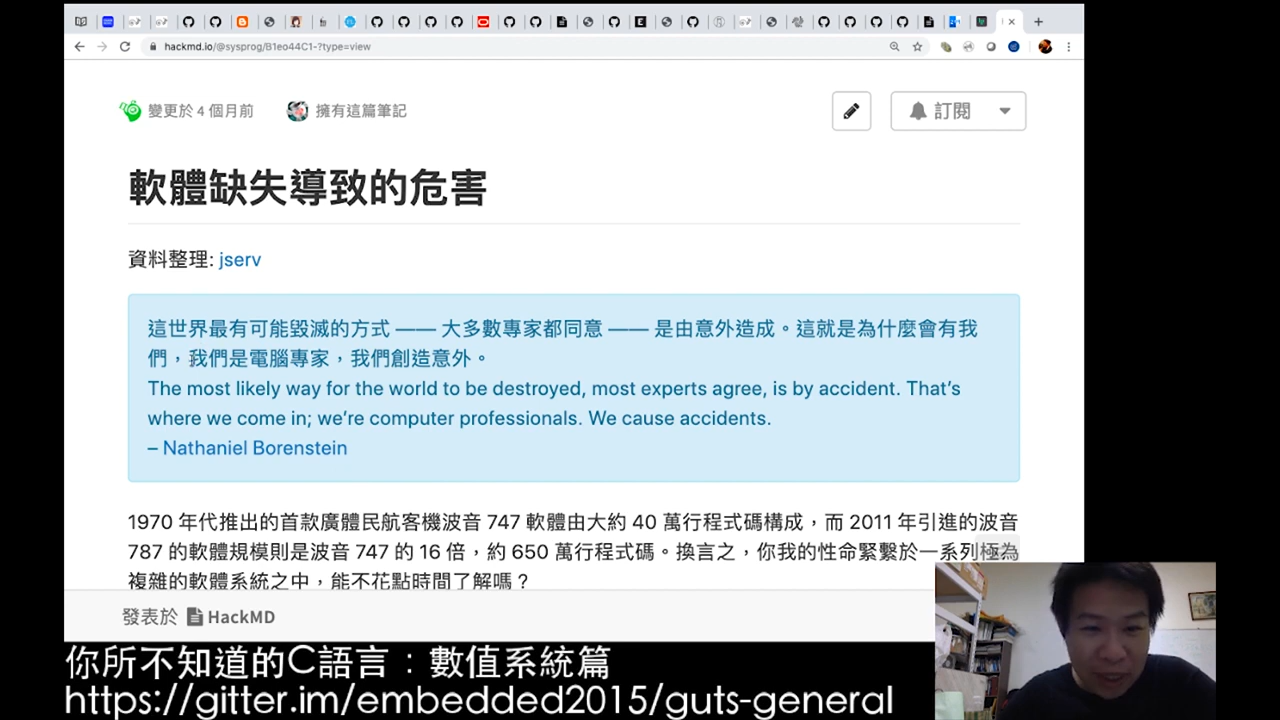 hackmd.io/@sysprog/B1eo44C1-?type=view
變更於 4 個月前 擁有這篇筆記
訂閱
軟體缺失導致的危害
資料整理: jserv
這世界最有可能毀滅的方式 —— 大多數專家都同意 —— 是由意外造成。這就是為什麼會有我
們，我們是電腦專家，我們創造意外。
The most likely way for the world to be destroyed, most experts agree, is by accident. That’s
where we come in; we’re computer professionals. We cause accidents.
– Nathaniel Borenstein
1970 年代推出的首款廣體民航客機波音 747 軟體由大約 40 萬行程式碼構成，而 2011 年引進的波音
787 的軟體規模則是波音 747 的 16 倍，約 650 萬行程式碼。換言之，你我的性命緊繫於一系列極為
複雜的軟體系統之中，能不花點時間了解嗎？
發表於 HackMD
你所不知道的C語言：數值系統篇
https://gitter.im/embedded2015/guts-general